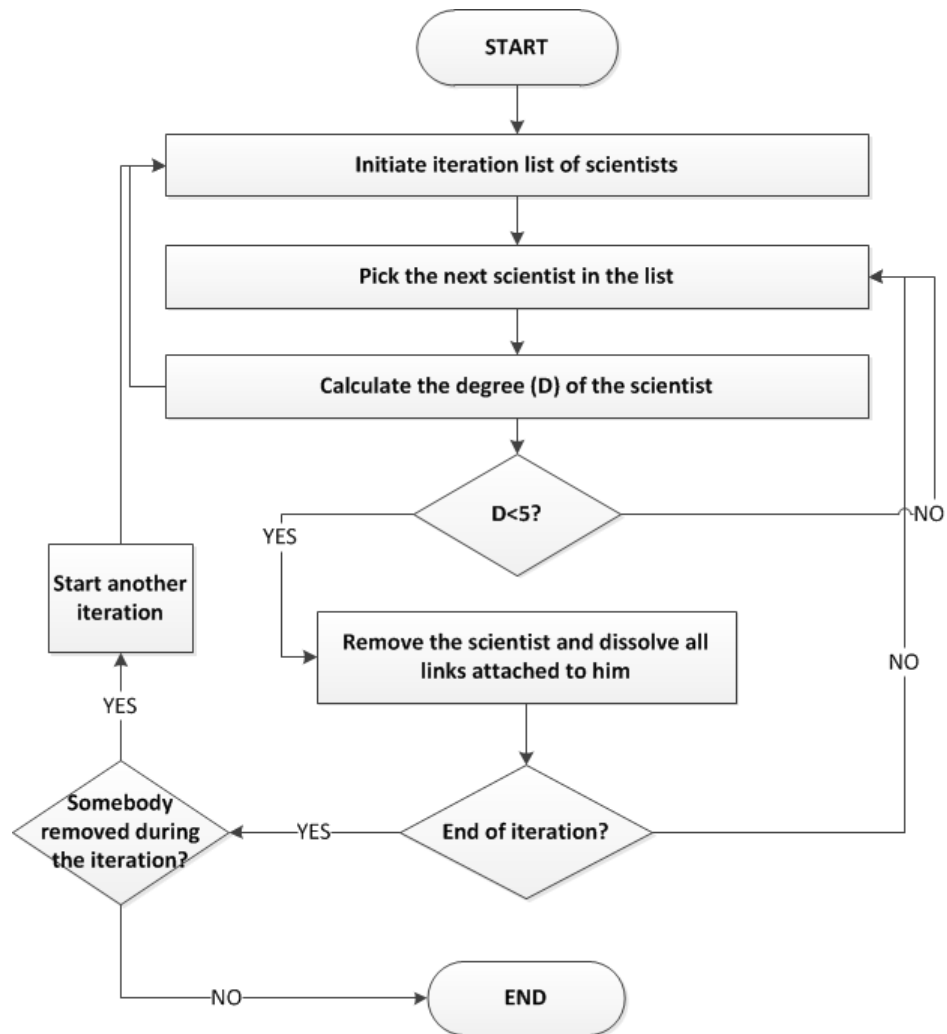 START
Initiate iteration list of scientists
Pick the next scientist in the list
Calculate the degree (D) of the scientist
D<5?
YES
NO
Start another
iteration
Remove the scientist and dissolve all
links attached to him
NO
YES
Somebody
removed during
the iteration?
YES
End of iteration?
NO
END